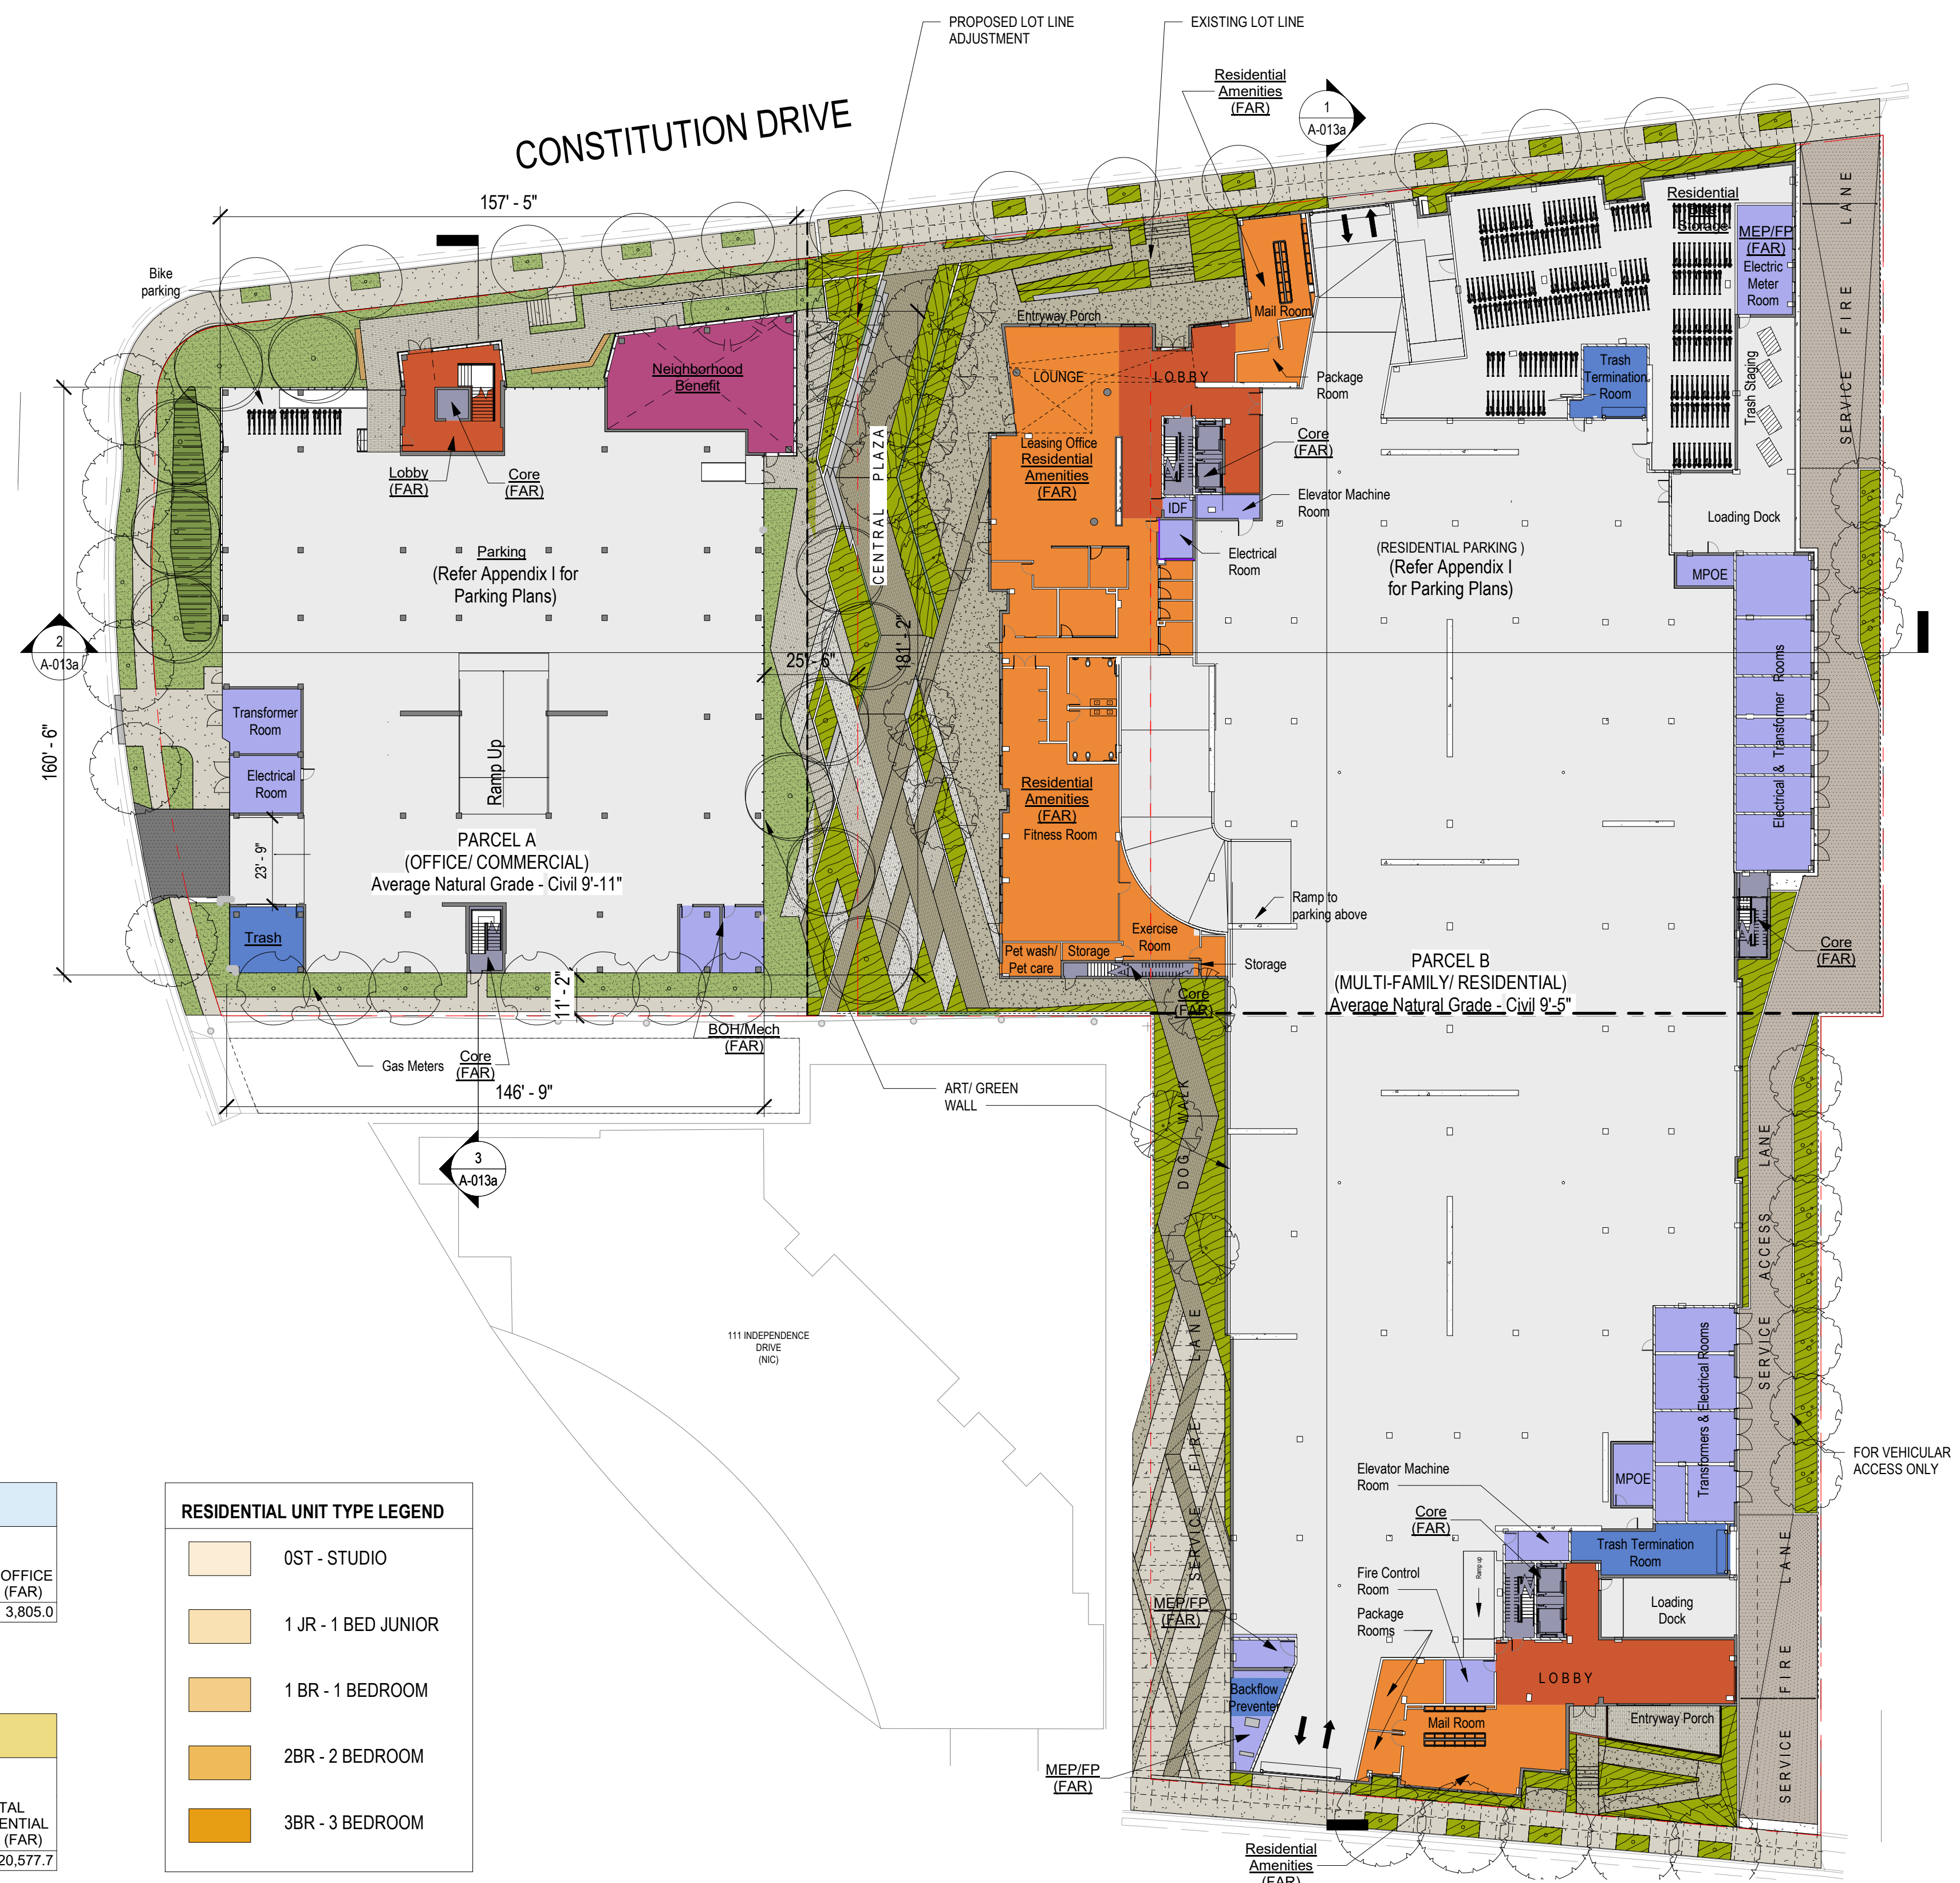 PROPOSED LOT LINE
ADJUSTMENT
EXISTING LOT LINE
Residential
Amenities
(FAR)
1
A-013a
CONSTITUTION DRIVE
157' - 5"
Bike
parking
Neighborhood
Benefit
Lobby
(FAR)
Core
(FAR)
Parking
(Refer Appendix I for
Parking Plans)
2
A-013a
160' - 6"
Transformer
Room
Electrical
Room
Ramp Up
23' - 9"
PARCEL A
(OFFICE/ COMMERCIAL)
Average Natural Grade - Civil 9'-11"
Trash
11' - 2"
Gas Meters
Core
(FAR)
BOH/Mech
(FAR)
146' - 9"
3
A-013a
CENTRAL PLAZA
25' - 6"
181' - 2"
Entryway Porch
LOUNGE
LOBBY
Mail Room
Package
Room
Leasing Office
Residential
Amenities
(FAR)
Core
(FAR)
Elevator Machine
Room
IDF
Electrical
Room
Residential
Amenities
(FAR)
Fitness Room
Exercise
Room
Pet wash/
Pet care
Storage
Storage
Core
(FAR)
Ramp to
parking above
Residential
Storage
MEP/FP
(FAR)
Electric
Meter
Room
Trash
Termination
Room
Trash Staging
Loading Dock
(RESIDENTIAL PARKING )
(Refer Appendix I
for Parking Plans)
MPOE
Electrical & Transformer Rooms
SERVICE FIRE LANE
Core
(FAR)
PARCEL B
(MULTI-FAMILY/ RESIDENTIAL)
Average Natural Grade - Civil 9'-5"
ART/ GREEN
WALL
DOG WALK
SERVICE FIRE LANE
SERVICE ACCESS LANE
111 INDEPENDENCE
DRIVE
(NIC)
FOR VEHICULAR
ACCESS ONLY
Transformers & Electrical Rooms
MPOE
Elevator Machine
Room
Core
(FAR)
Trash Termination
Room
Fire Control
Room
Ramp up
Package
Rooms
Loading
Dock
LOBBY
MEP/FP
(FAR)
Backflow
Preventer
MEP/FP
(FAR)
Mail Room
Entryway Porch
SERVICE FIRE LANE
Residential
Amenities
(FAR)
OFFICE
(FAR)
3,805.0
TAL
ENTIAL
(FAR)
20,577.7
RESIDENTIAL UNIT TYPE LEGEND
0ST - STUDIO
1 JR - 1 BED JUNIOR
1 BR - 1 BEDROOM
2BR - 2 BEDROOM
3BR - 3 BEDROOM